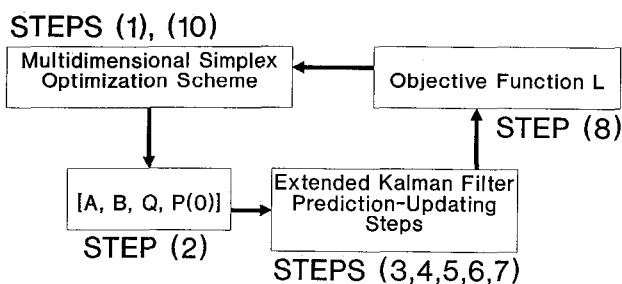 STEPS (1), (10)
Multidimensional Simplex
Optimization Scheme
Objective Function L
STEP (8)
[A, B, Q, P(0)]
STEP (2)
Extended Kalman Filter
Prediction-Updating
Steps
STEPS (3,4,5,6,7)